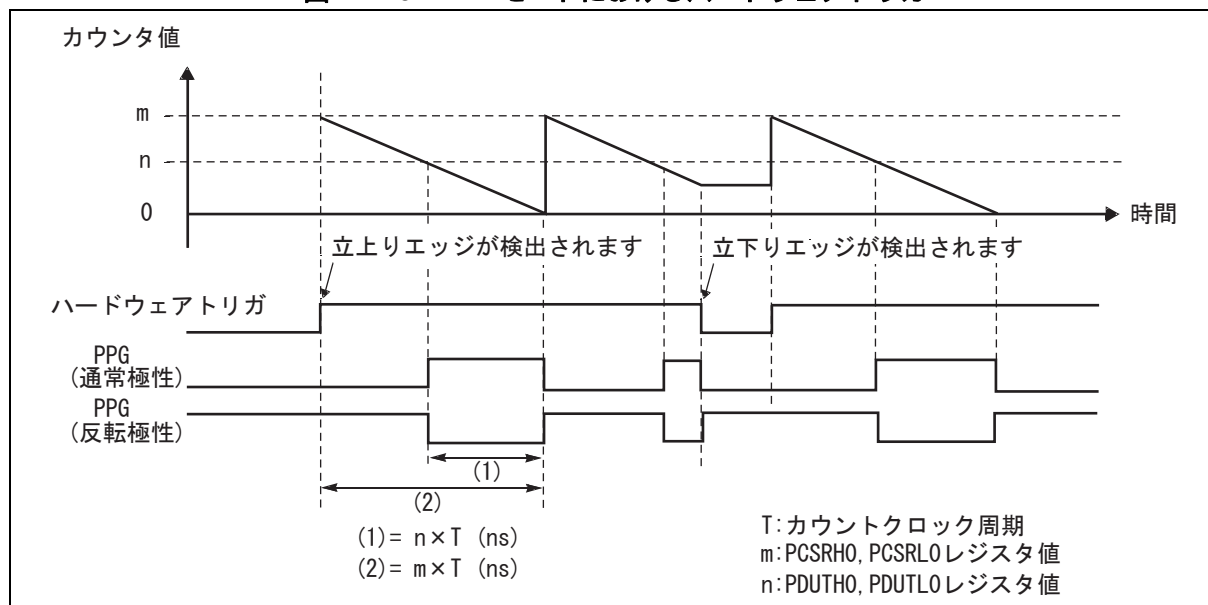 カウンタ値
m
n
0
時間
立上りエッジが検出されます
立下りエッジが検出されます
ハードウェアトリガ
PPG
(通常極性)
PPG
(反転極性)
(1)
(2)
(1)= n×T (ns)
(2)= m×T (ns)
T:カウントクロック周期
m:PCSRH0,PCSRL0レジスタ値
n:PDUTH0,PDUTL0レジスタ値